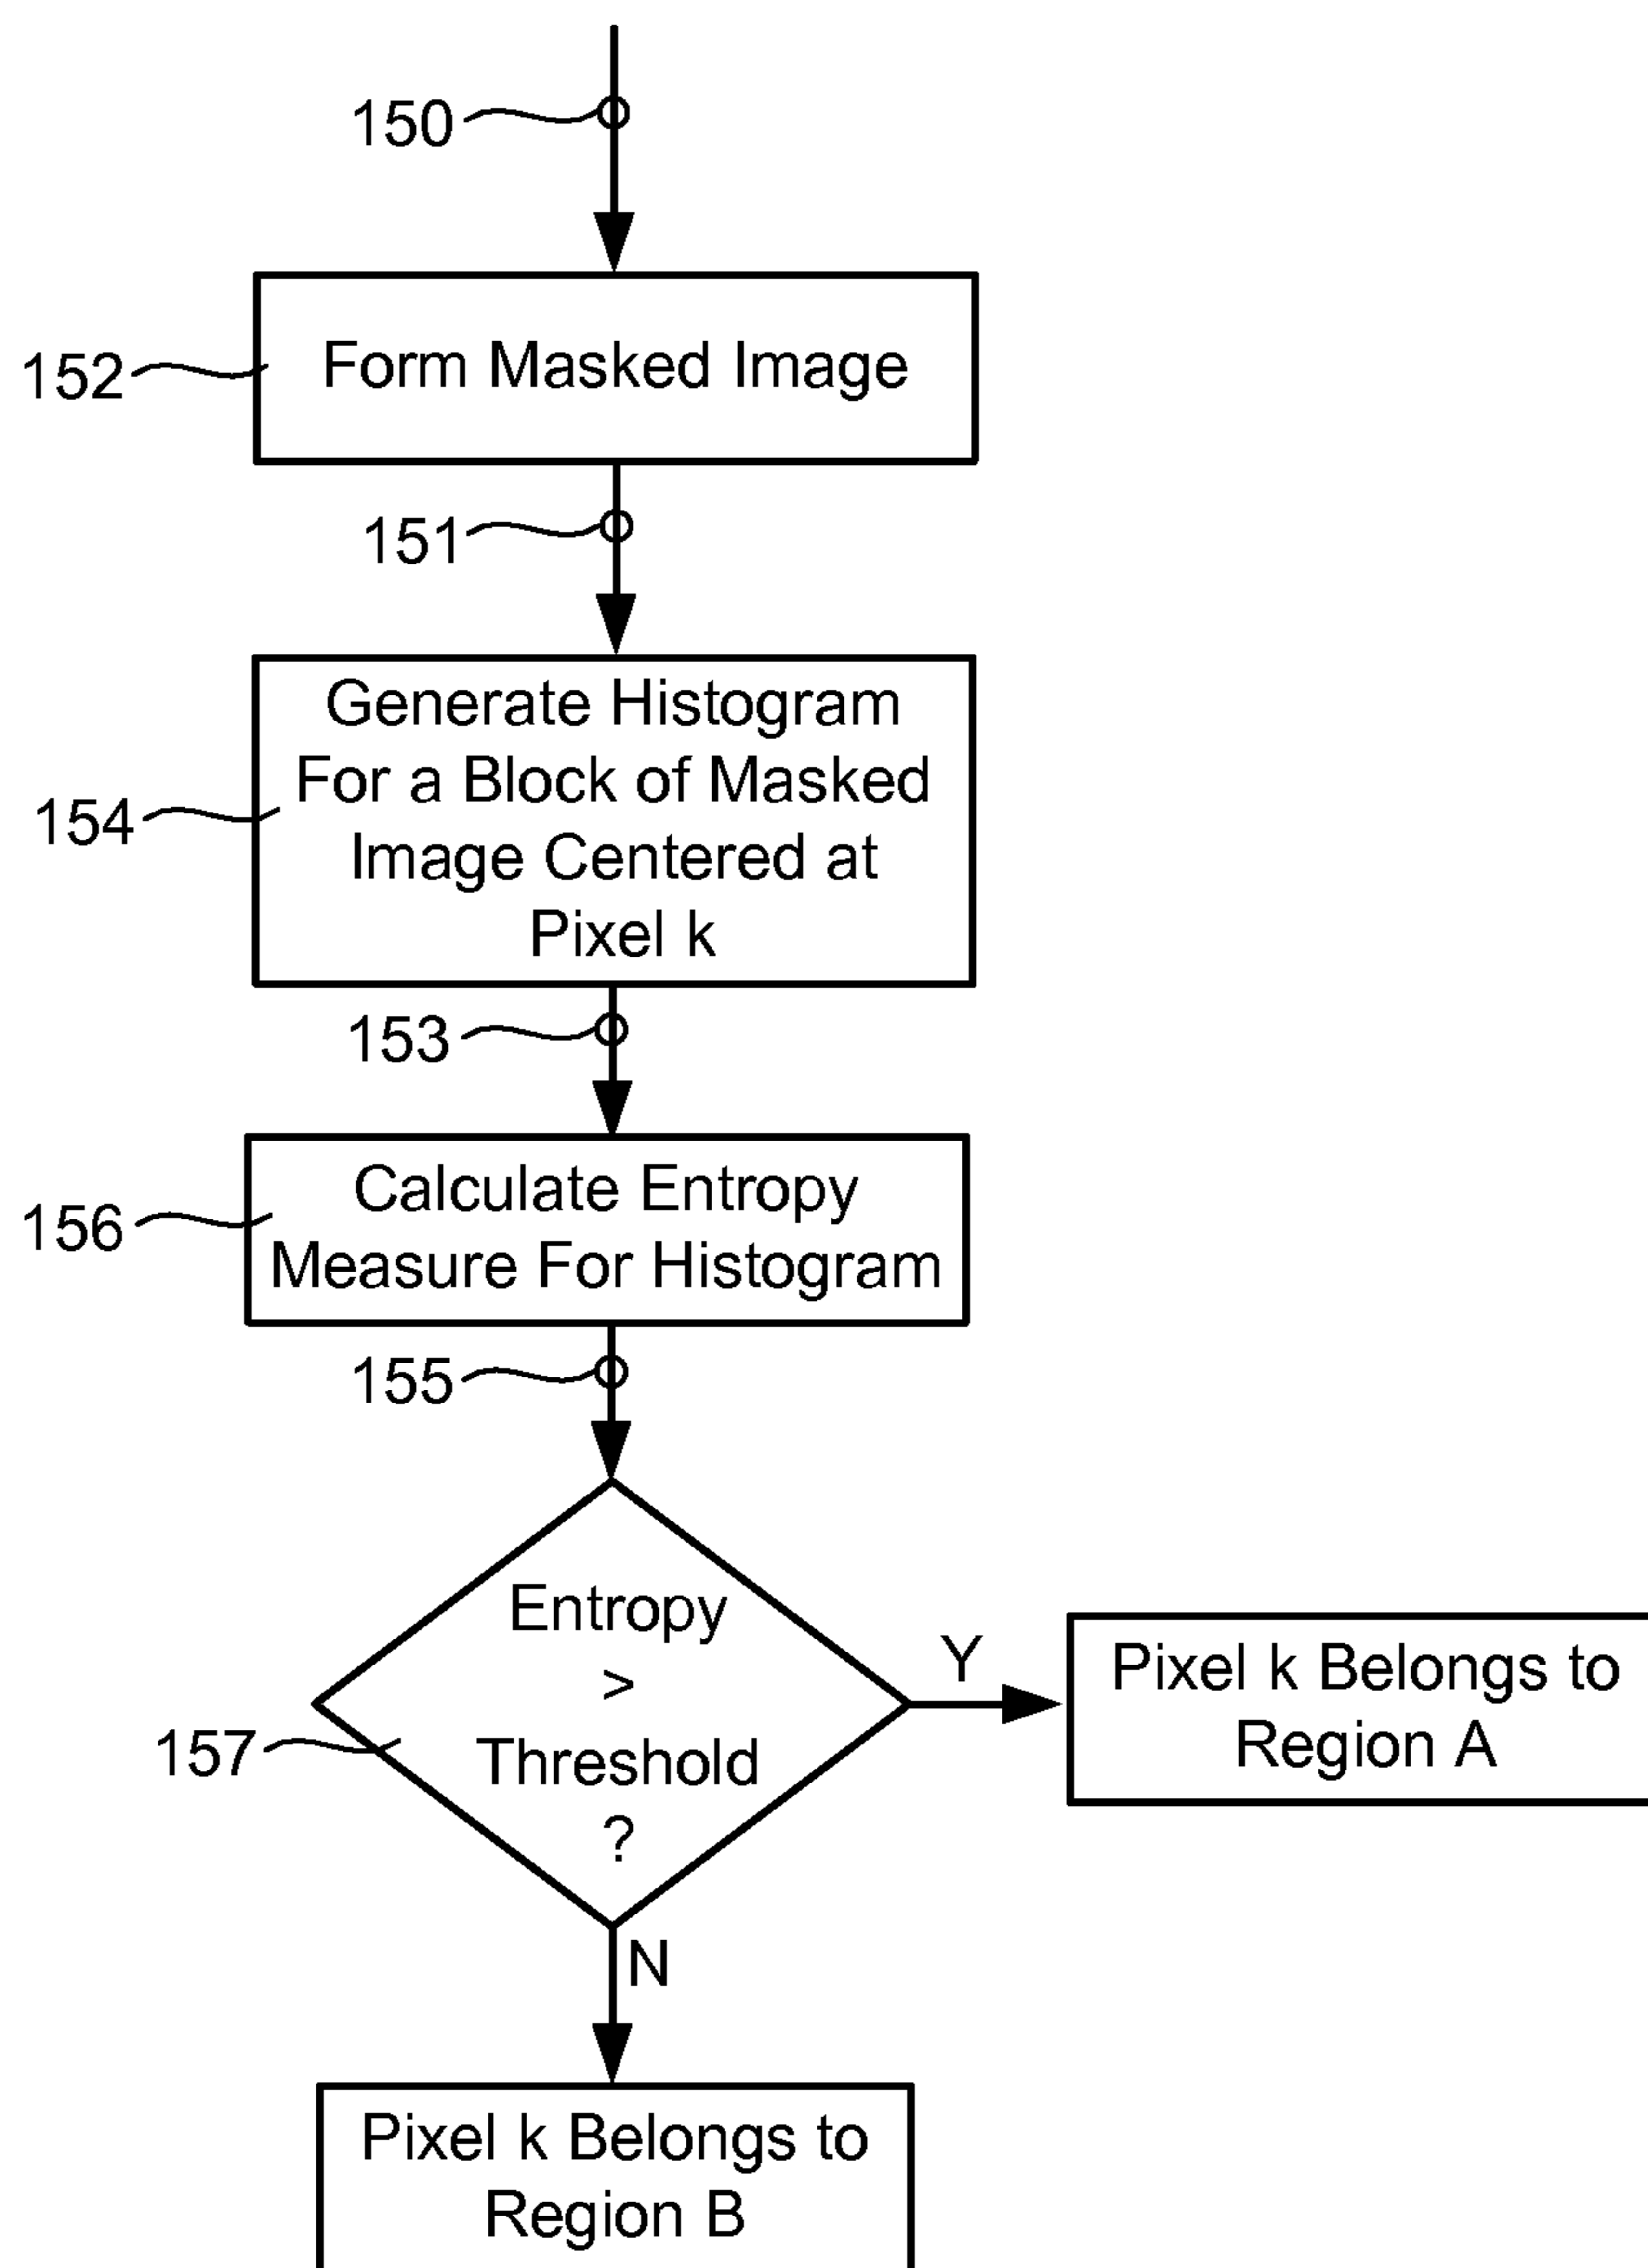 150
152
Form Masked Image
151
154
Generate Histogram
For a Block of Masked
Image Centered at
Pixel k
153
156
Calculate Entropy
Measure For Histogram
155
157
Entropy
>
Threshold
?
Y
Pixel k Belongs to
Region A
N
Pixel k Belongs to
Region B